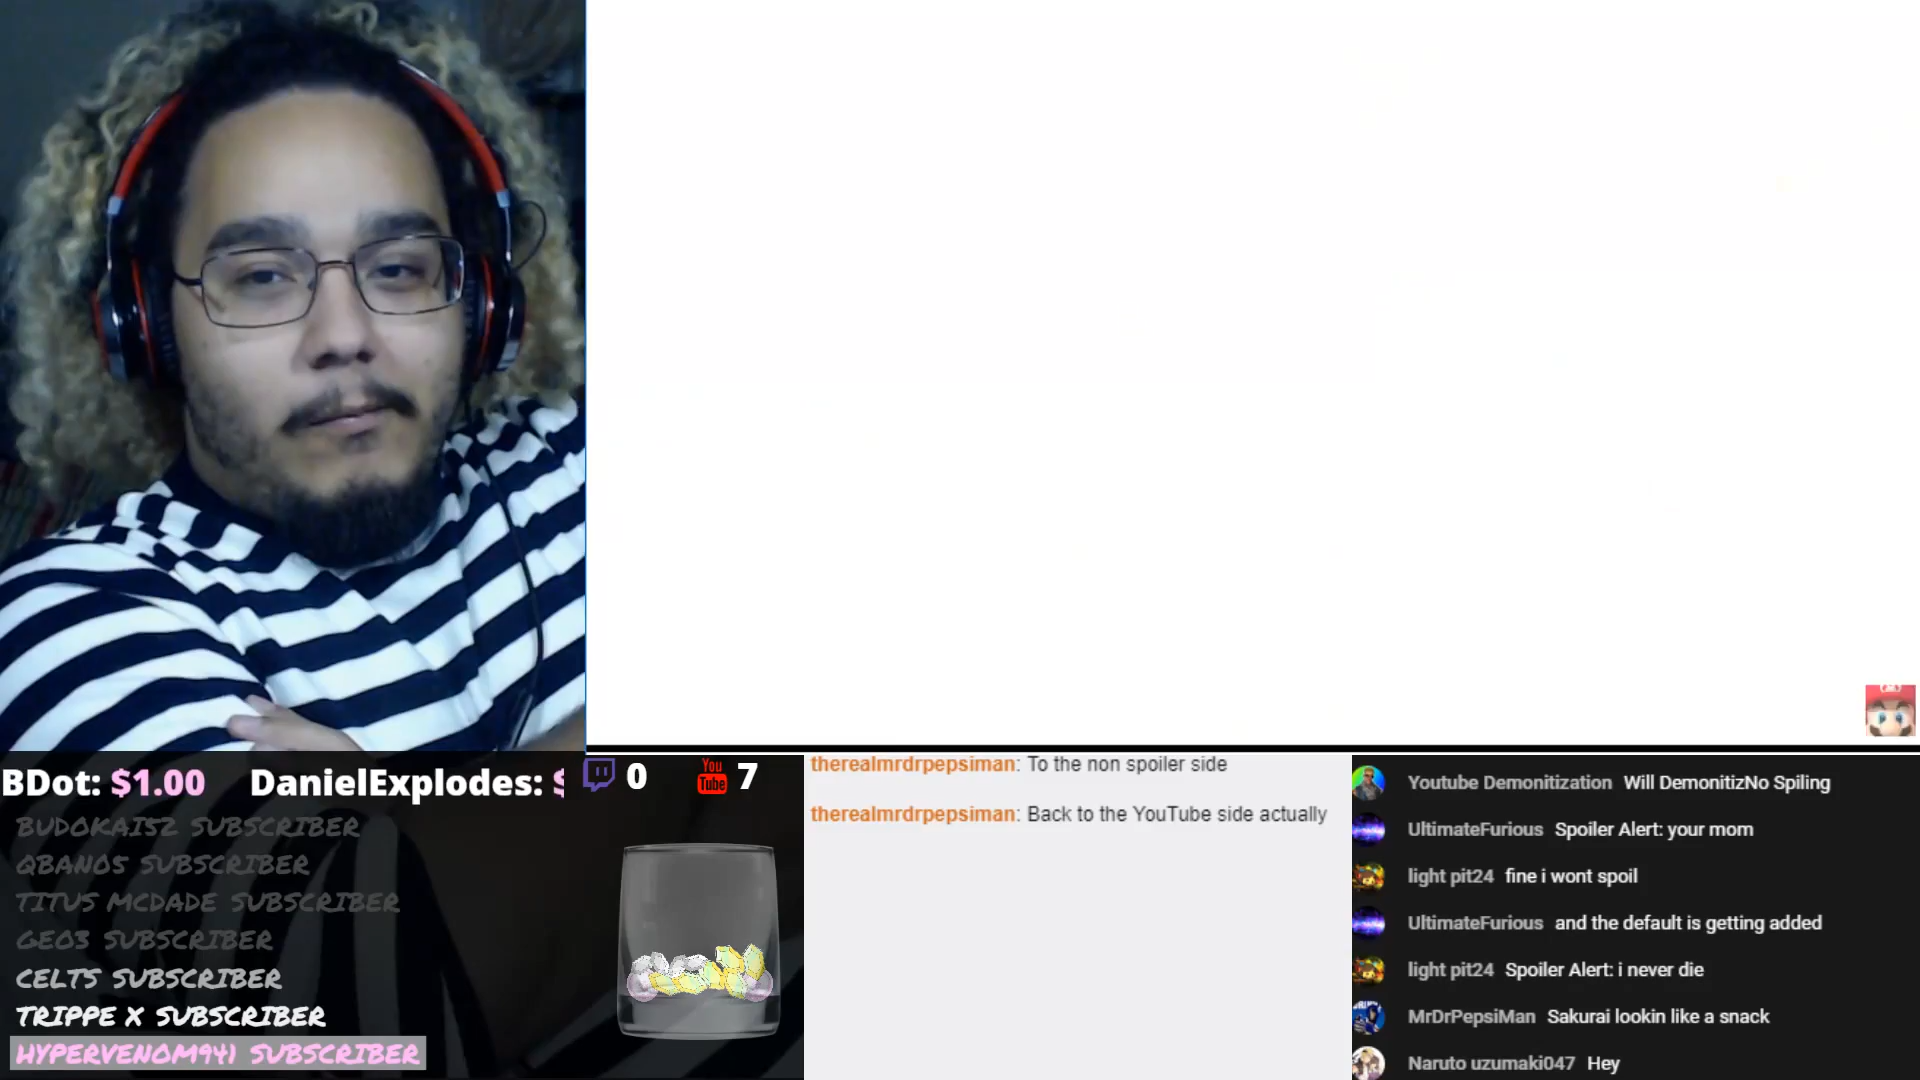 BDot: $1.00 DanielExplodes: $
BUDOKAI52 SUBSCRIBER
QBANO5 SUBSCRIBER
TITUS MCDADE SUBSCRIBER
GEO3 SUBSCRIBER
CELTS SUBSCRIBER
TRIPPE X SUBSCRIBER
HYPERVENOM941 SUBSCRIBER
0
You
Tube
7
therealmrdrpepsiman: To the non spoiler side
therealmrdrpepsiman: Back to the YouTube side actually
Youtube Demonitization Will DemonitizNo Spiling
UltimateFurious Spoiler Alert: your mom
light pit24 fine i wont spoil
UltimateFurious and the default is getting added
light pit24 Spoiler Alert: i never die
MrDrPepsiMan Sakurai lookin like a snack
Naruto uzumaki047 Hey